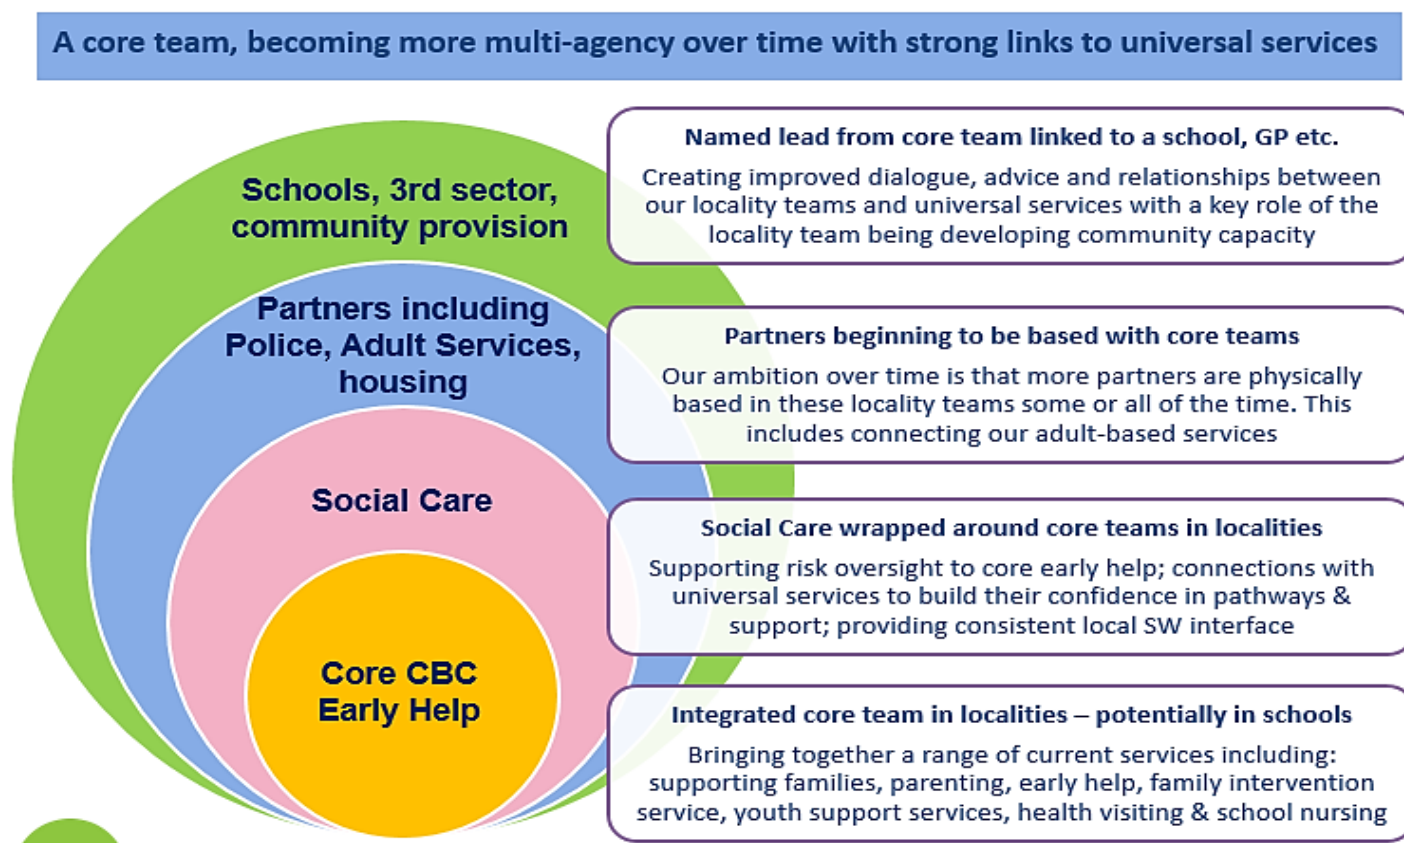 A core team, becoming more multi-agency over time with strong links to universal services
Schools, 3rd sector,
community provision
Named lead from core team linked to a school, GP etc.
Creating improved dialogue, advice and relationships between
our locality teams and universal services with a key role of the
locality team being developing community capacity
Partners including
Police, Adult Services,
housing
Partners beginning to be based with core teams
Our ambition over time is that more partners are physically
based in these locality teams some or all of the time. This
includes connecting our adult-based services
Social Care
Social Care wrapped around core teams in localities
Supporting risk oversight to core early help; connections with
universal services to build their confidence in pathways &
support; providing consistent local SW interface
Core CBC
Early Help
Integrated core team in localities – potentially in schools
Bringing together a range of current services including:
supporting families, parenting, early help, family intervention
service, youth support services, health visiting & school nursing